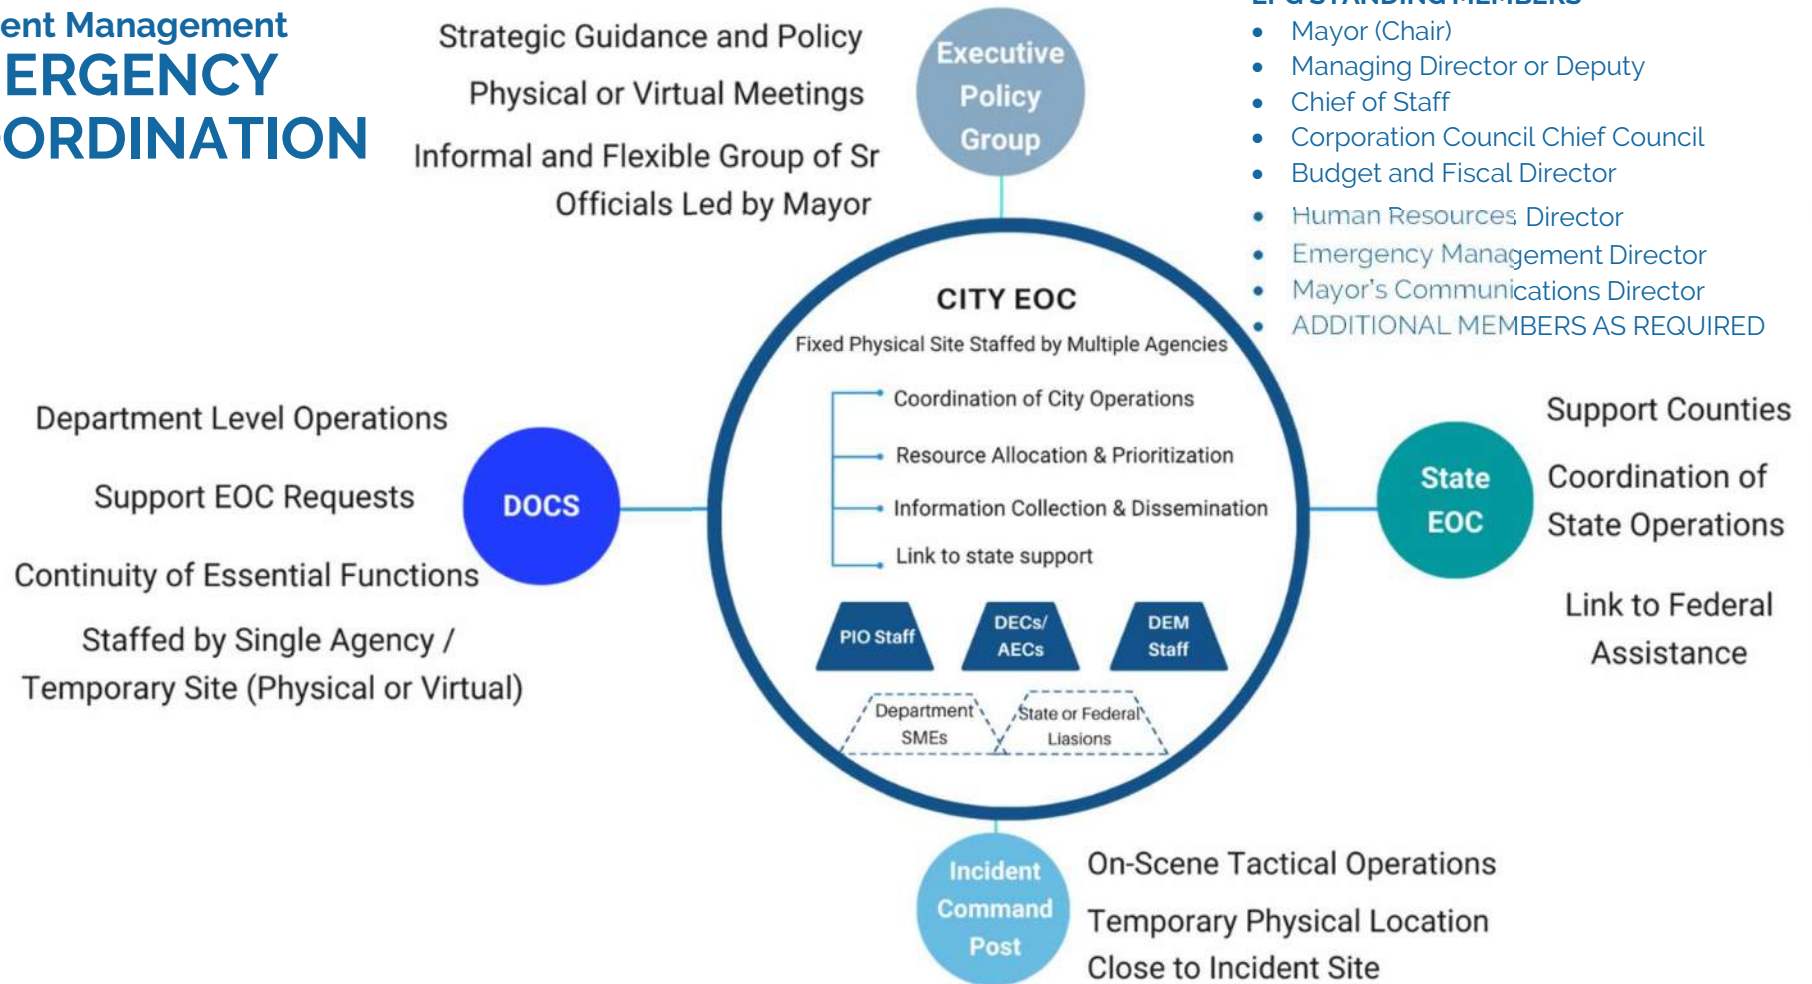 ent Management
ERGENCY
ORDINATION
Strategic Guidance and Policy
Physical or Virtual Meetings
Informal and Flexible Group of Sr
Officials Led by Mayor
Executive
Policy
Group
EPG STANDING MEMBERS
• Mayor (Chair)
• Managing Director or Deputy
• Chief of Staff
• Corporation Council Chief Council
• Budget and Fiscal Director
• Human Resources Director
• Emergency Management Director
• Mayor's Communications Director
• ADDITIONAL MEMBERS AS REQUIRED
CITY EOC
Fixed Physical Site Staffed by Multiple Agencies
Coordination of City Operations
Resource Allocation & Prioritization
Information Collection & Dissemination
Link to state support
PIO Staff
DECs/
AECs
DEM
Staff
Department
SMEs
State or Federal
Liasions
Department Level Operations
Support EOC Requests
Continuity of Essential Functions
Staffed by Single Agency /
Temporary Site (Physical or Virtual)
DOCS
State
EOC
Support Counties
Coordination of
State Operations
Link to Federal
Assistance
Incident
Command
Post
On-Scene Tactical Operations
Temporary Physical Location
Close to Incident Site